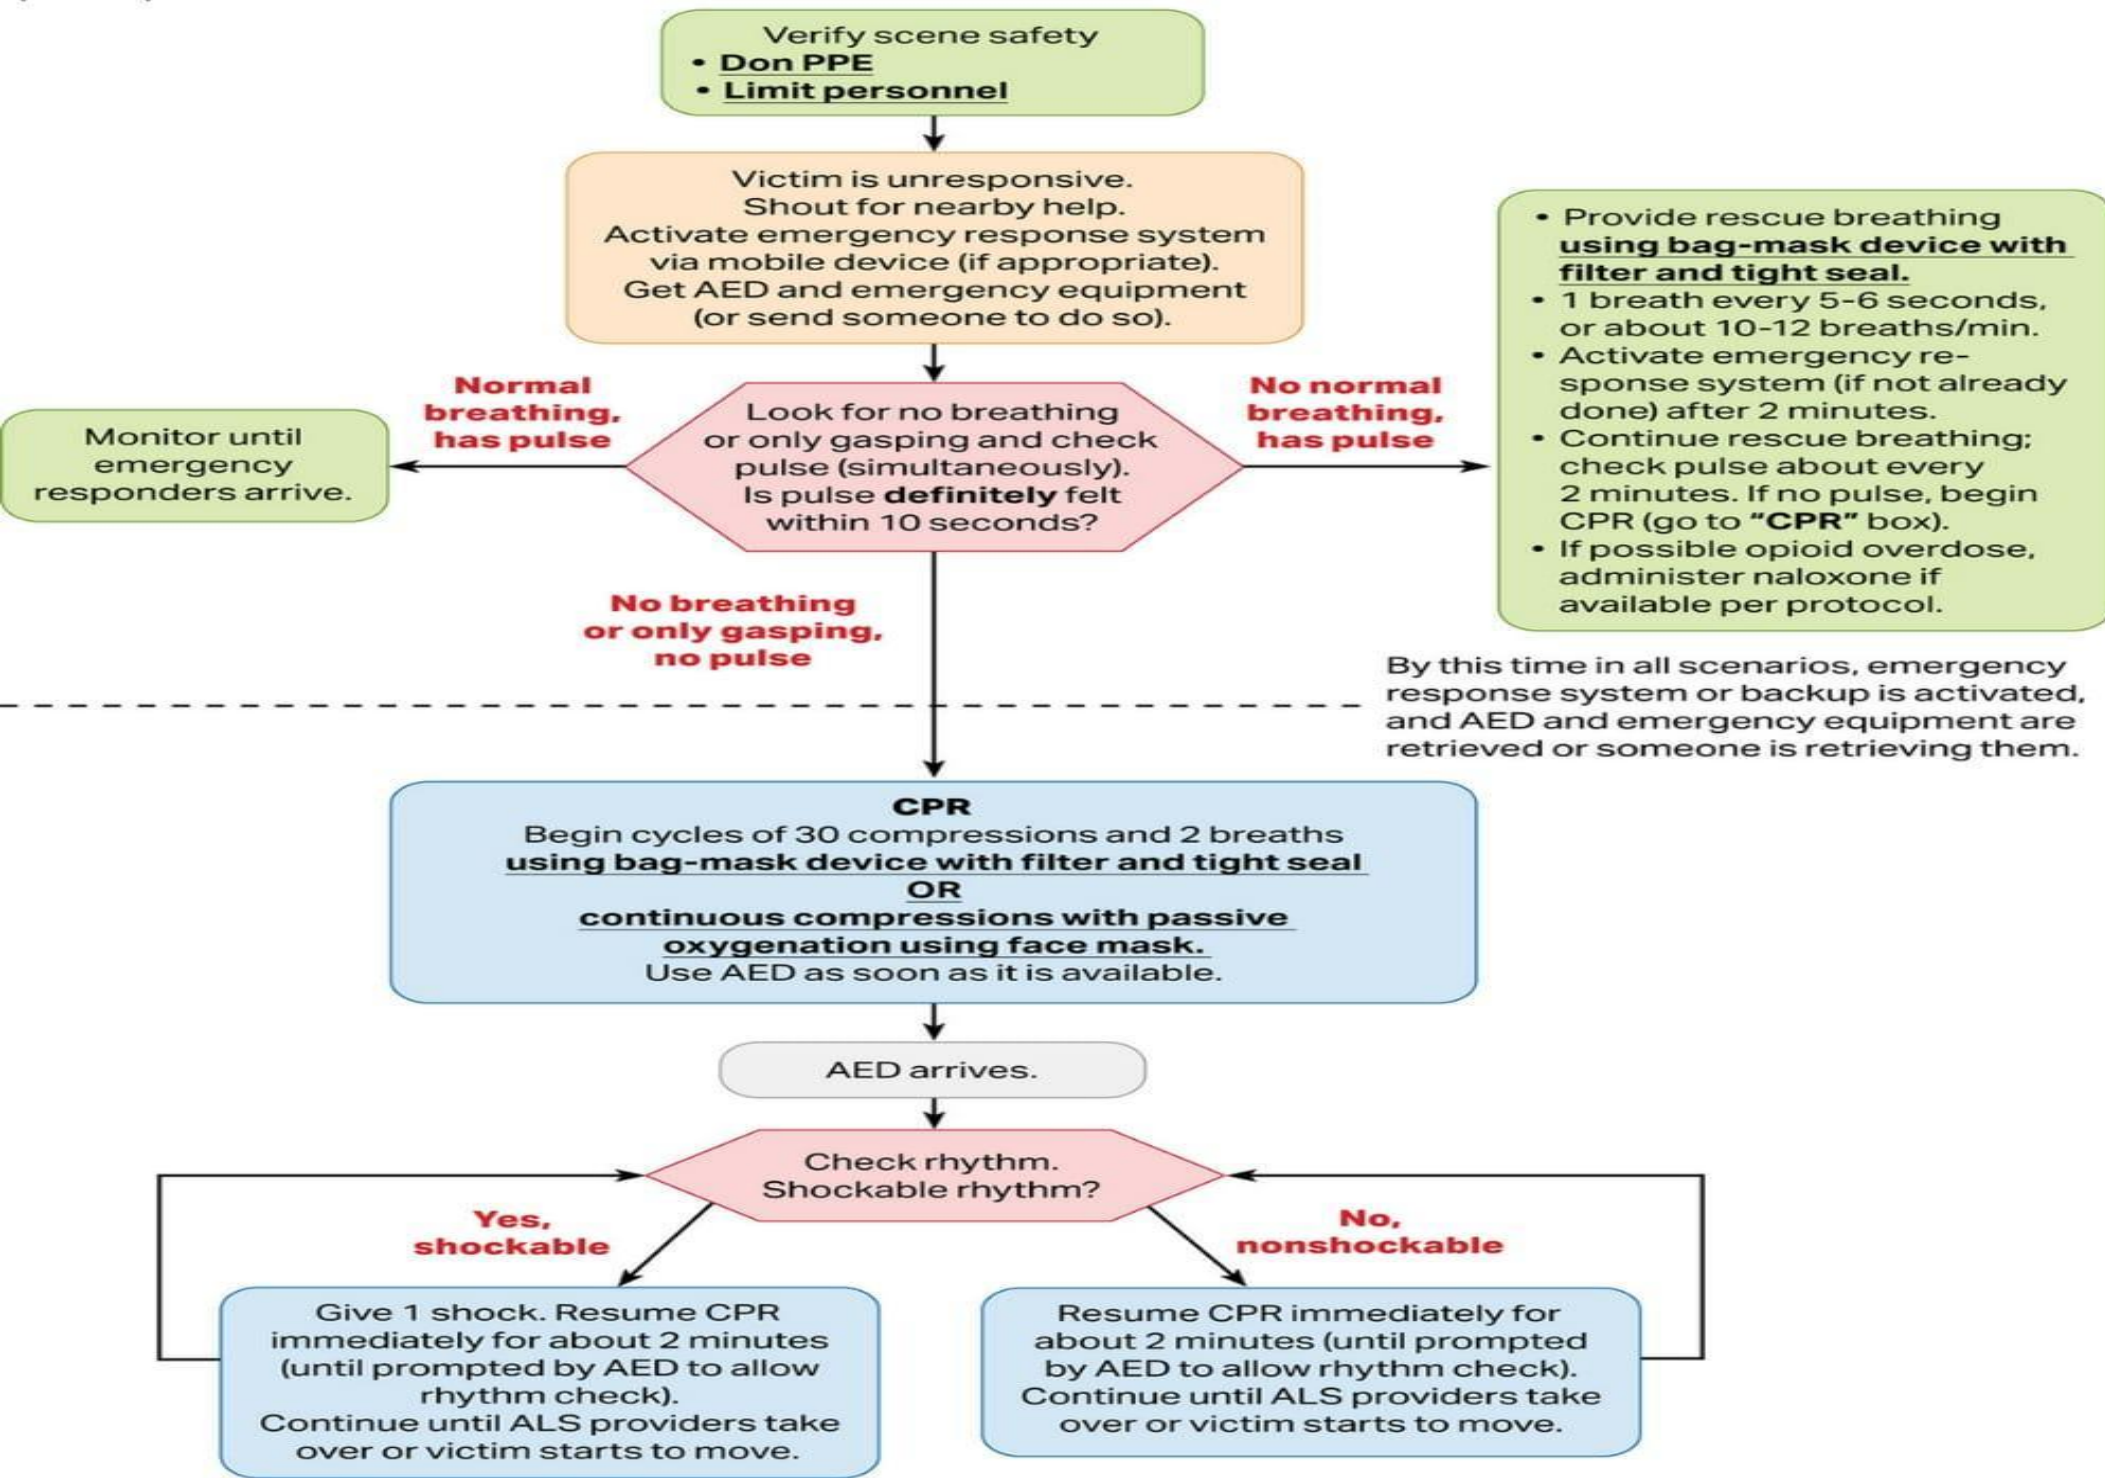 Verify scene safety
• Don PPE
• Limit personnel
Victim is unresponsive.
Shout for nearby help.
Activate emergency response system
via mobile device (if appropriate).
Get AED and emergency equipment
(or send someone to do so).
Normal
breathing,
has pulse
Monitor until
emergency
responders arrive.
Look for no breathing
or only gasping and check
pulse (simultaneously).
Is pulse definitely felt
within 10 seconds?
No normal
breathing,
has pulse
• Provide rescue breathing
using bag-mask device with
filter and tight seal.
• 1 breath every 5-6 seconds,
or about 10-12 breaths/min.
• Activate emergency re-
sponse system (if not already
done) after 2 minutes.
• Continue rescue breathing;
check pulse about every
2 minutes. If no pulse, begin
CPR (go to “CPR” box).
• If possible opioid overdose,
administer naloxone if
available per protocol.
No breathing
or only gasping,
no pulse
By this time in all scenarios, emergency
response system or backup is activated,
and AED and emergency equipment are
retrieved or someone is retrieving them.
CPR
Begin cycles of 30 compressions and 2 breaths
using bag-mask device with filter and tight seal
OR
continuous compressions with passive
oxygenation using face mask.
Use AED as soon as it is available.
AED arrives.
Check rhythm.
Shockable rhythm?
Yes,
shockable
No,
nonshockable
Give 1 shock. Resume CPR
immediately for about 2 minutes
(until prompted by AED to allow
rhythm check).
Continue until ALS providers take
over or victim starts to move.
Resume CPR immediately for
about 2 minutes (until prompted
by AED to allow rhythm check).
Continue until ALS providers take
over or victim starts to move.